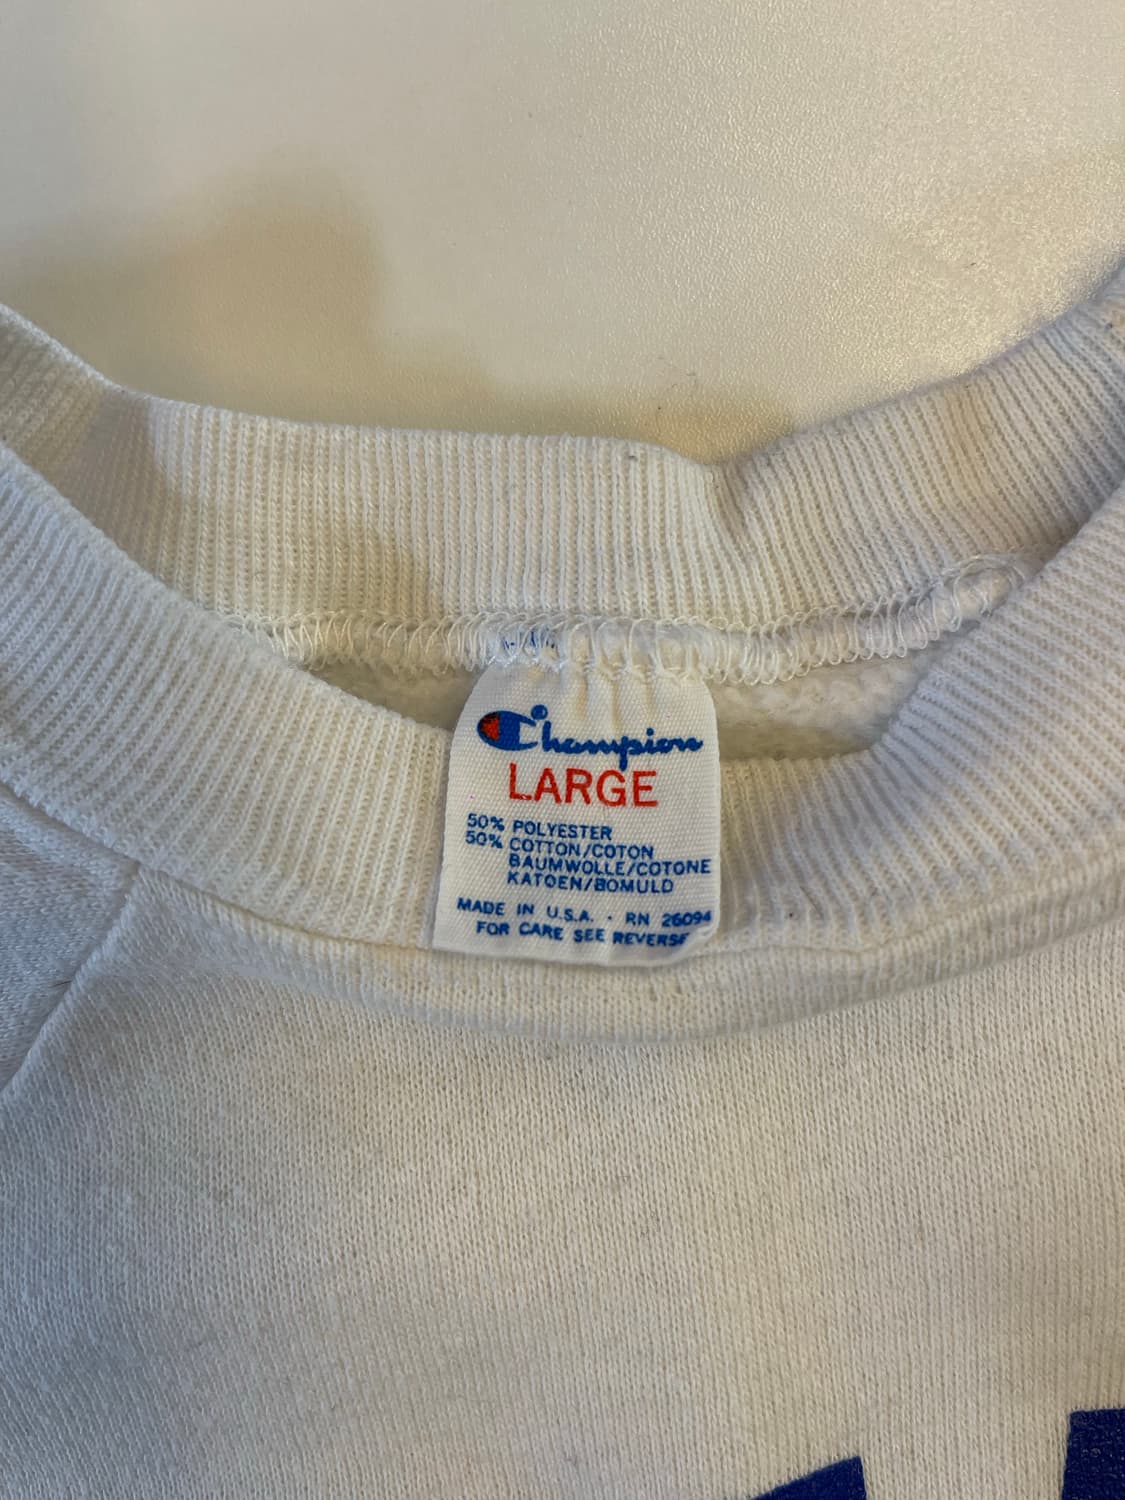 Champion
LARGE
50% POLYESTER
50% COTTON/COTON
BAUMWOLLE/COTONE
KATOEN/BOMULD
MADE IN U.S.A. · RN 26094
FOR CARE SEE REVERSE